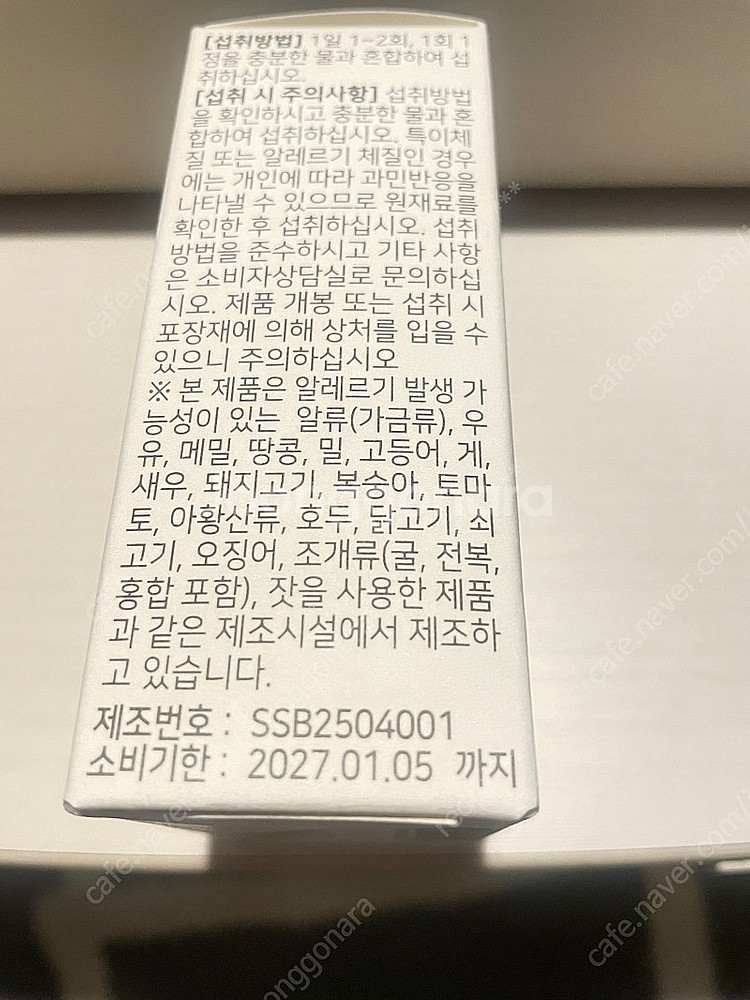 [섭취방법] 1일 1~2회, 1회 1
정을 충분한 물과 혼합하여 섭
취하십시오.
[섭취 시 주의사항] 섭취방법
을 확인하시고 충분한 물과 혼
합하여 섭취하십시오. 특이체
질 또는 알레르기 체질인 경우
에는 개인에 따라 과민반응을
나타낼 수 있으므로 원재료를
확인한 후 섭취하십시오. 섭취
방법을 준수하시고 기타 사항
은 소비자상담실로 문의하십
시오. 제품 개봉 또는 섭취 시
포장재에 의해 상처를 입을 수
있으니 주의하십시오
※ 본 제품은 알레르기 발생 가
능성이 있는 알류(가금류), 우
유, 메밀, 땅콩, 밀, 고등어, 게,
새우, 돼지고기, 복숭아, 토마
토, 아황산류, 호두, 닭고기, 쇠
고기, 오징어, 조개류(굴, 전복,
홍합 포함), 잣을 사용한 제품
과 같은 제조시설에서 제조하
고 있습니다.
제조번호 : SSB2504001
소비기한 : 2027.01.05 까지
cafe.naver.com
cafe.naver.com
cafe.naver.com
cafe.naver.com